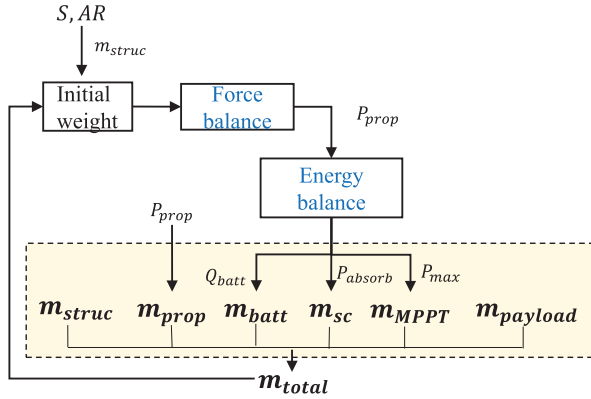 S, AR
m_struc
Initial weight
Force balance
P_prop
Energy balance
P_prop
Q_batt
P_absorb
P_max
m_struc m_prop m_batt m_sc m_MPPT m_payload
m_total